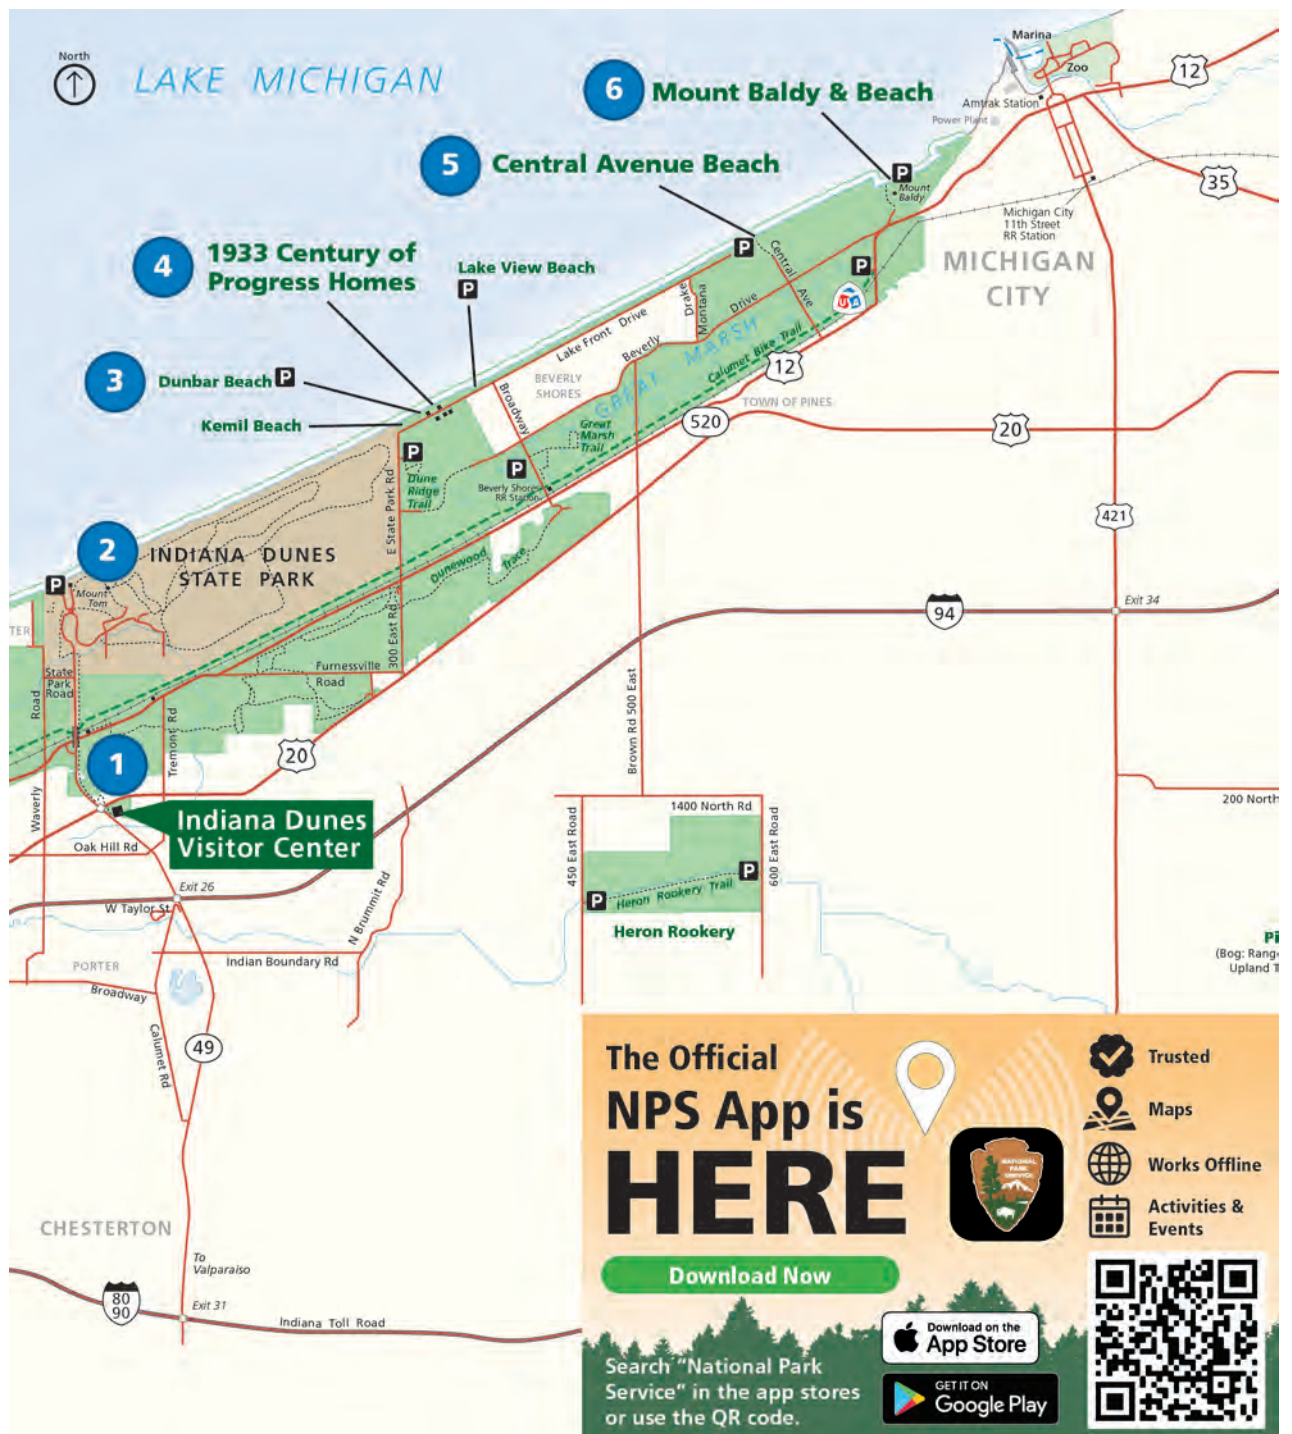 North
LAKE MICHIGAN
6
Mount Baldy & Beach
5
Central Avenue Beach
4
1933 Century of
Progress Homes
Lake View Beach
P
3
Dunbar Beach P
Kemil Beach
Marina
Zoo
12
Amtrak Station
Power Plant
35
P
Mount
Baldy
Michigan City
11th Street
RR Station
MICHIGAN
CITY
P
Central Ave
P
Lake Front Drive
Montana
Drake
Beverly Drive
GREAT MARSH
Calumet Bike Trail
12
BEVERLY
SHORES
Broadway
TOWN OF PINES
520
20
Great
Marsh
Trail
P
Dune
Ridge
Trail
P
Beverly Shores
RR Station
E State Park Rd
421
2
INDIANA DUNES
STATE PARK
P
Mount
Tom
Dunewood Trace
94
Exit 34
TER
300 East Rd
Furnessville
Road
State
Park
Road
Road
Waverly
Tremont Rd
Brown Rd 500 East
20
1
Indiana Dunes
Visitor Center
Oak Hill Rd
1400 North Rd
200 North
450 East Road
600 East Road
P
P
Heron Rookery Trail
Heron Rookery
Exit 26
W Taylor St
N Brummit Rd
Indian Boundary Rd
PORTER
Broadway
Pi
(Bog: Rang
Upland T
Calumet Rd
49
CHESTERTON
To
Valparaiso
80
90
Exit 31
Indiana Toll Road
The Official
NPS App is
HERE
NATIONAL
PARK
SERVICE
Trusted
Maps
Works Offline
Activities &
Events
Download Now
Search "National Park
Service" in the app stores
or use the QR code.
Download on the
App Store
GET IT ON
Google Play